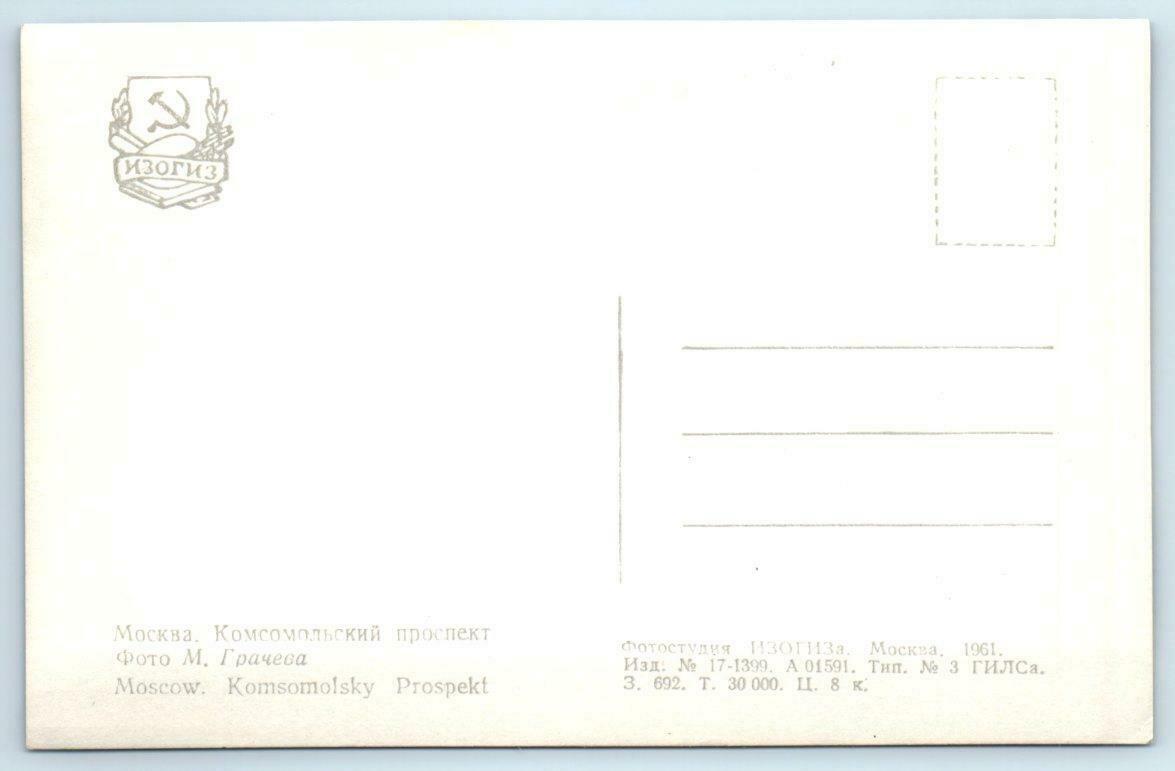 ИЗОГИЗ
Москва. Комсомольский проспект
Фото М. Грачева
Moscow. Komsomolsky Prospekt
Фотостудия ИЗОГИЗа. Москва. 1961.
Изд. № 17-1399. А 01591. Тип. № 3 ГИЛСа.
З. 692. Т. 30 000. Ц. 8 к.